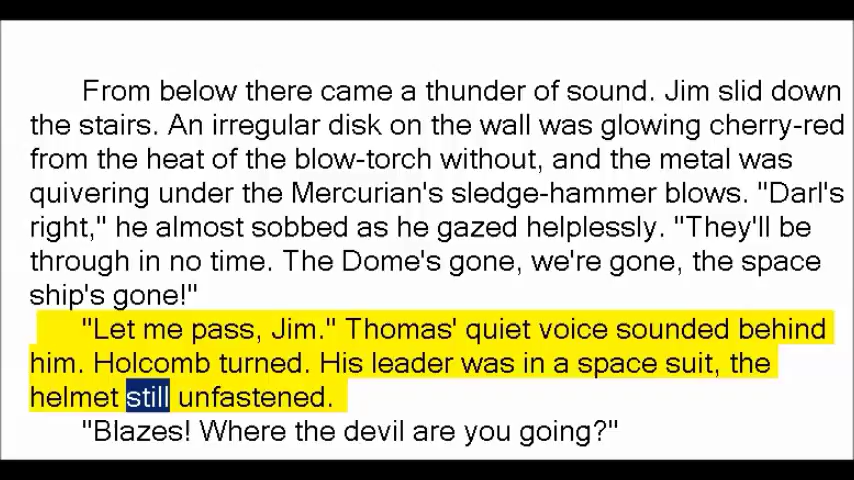 From below there came a thunder of sound. Jim slid down
the stairs. An irregular disk on the wall was glowing cherry-red
from the heat of the blow-torch without, and the metal was
quivering under the Mercurian's sledge-hammer blows. "Darl's
right," he almost sobbed as he gazed helplessly. "They'll be
through in no time. The Dome's gone, we're gone, the space
ship's gone!"
"Let me pass, Jim." Thomas' quiet voice sounded behind
him. Holcomb turned. His leader was in a space suit, the
helmet still unfastened.
"Blazes! Where the devil are you going?"